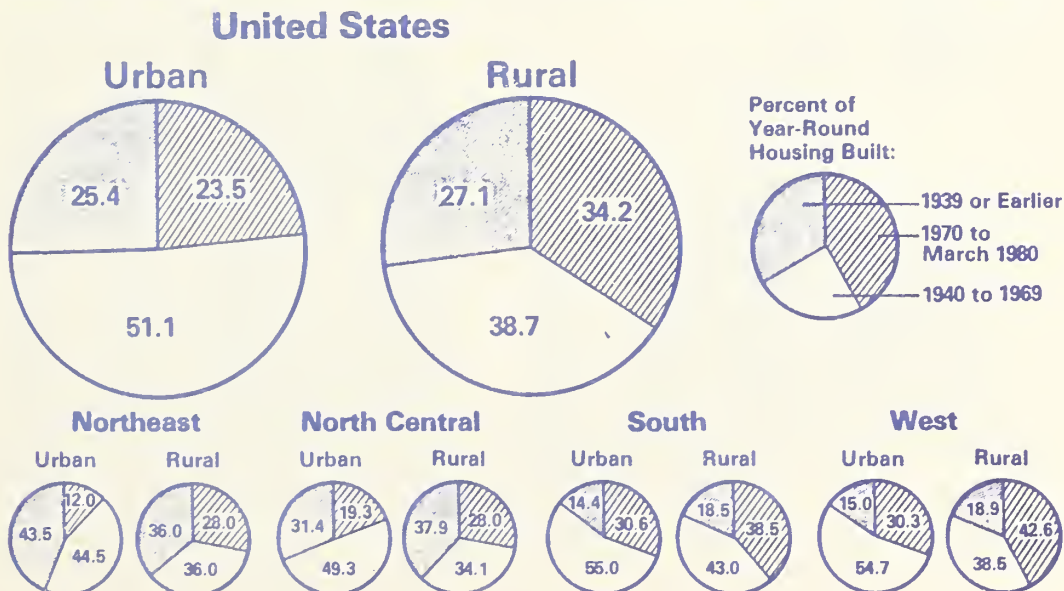 United States
Urban
Rural
25.4
23.5
51.1
27.1
34.2
38.7
Percent of
Year-Round
Housing Built:
1939 or Earlier
1970 to
March 1980
1940 to 1969
Northeast
Urban
Rural
43.5
12.0
44.5
36.0
28.0
36.0
North Central
Urban
Rural
31.4
19.3
49.3
37.9
28.0
34.1
South
Urban
Rural
14.4
30.6
55.0
18.5
38.5
43.0
West
Urban
Rural
15.0
30.3
54.7
18.9
42.6
38.5